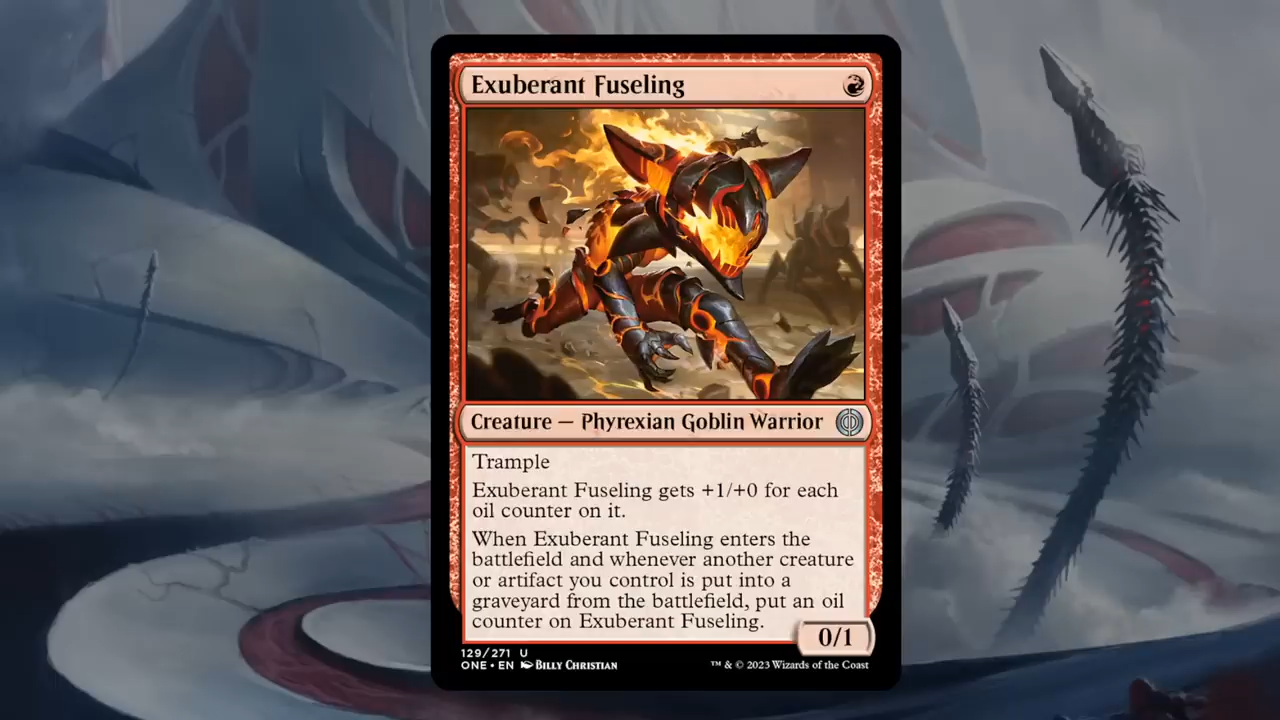 Exuberant Fuseling
Creature — Phyrexian Goblin Warrior
Trample
Exuberant Fuseling gets +1/+0 for each
oil counter on it.
When Exuberant Fuseling enters the
battlefield and whenever another creature
or artifact you control is put into a
graveyard from the battlefield, put an oil
counter on Exuberant Fuseling.
0/1
129/271 U
ONE • EN Billy Christian
™ & © 2023 Wizards of the Coast